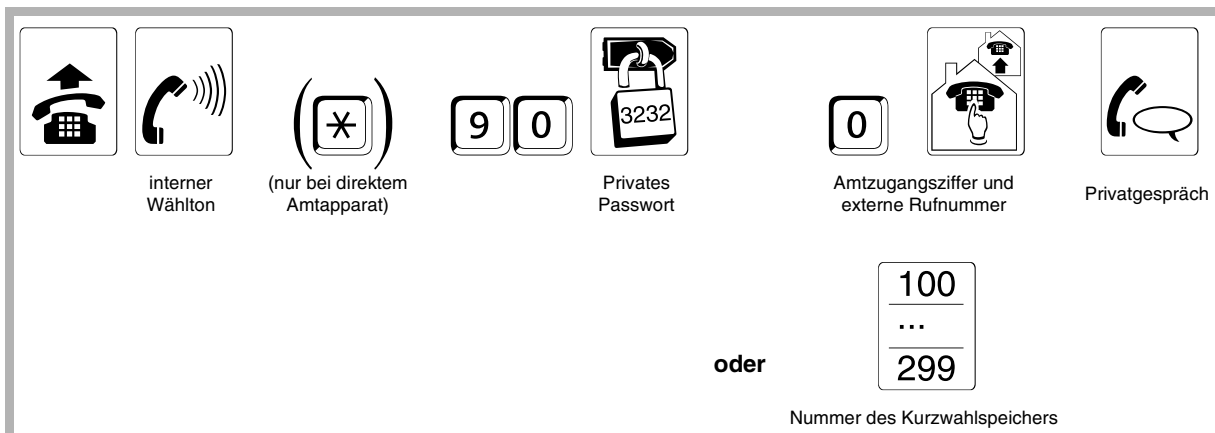 ✳
9 0
3232
0
interner
Wählton
(nur bei direktem
Amtapparat)
Privates
Passwort
Amtzugangsziffer und
externe Rufnummer
Privatgespräch
oder
100
...
299
Nummer des Kurzwahlspeichers